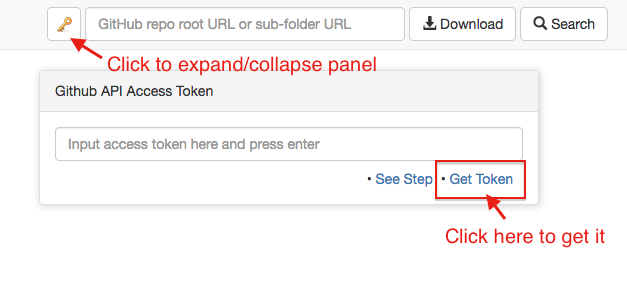 GitHub repo root URL or sub-folder URL Download Search
Click to expand/collapse panel
Github API Access Token
Input access token here and press enter
• See Step • Get Token
Click here to get it